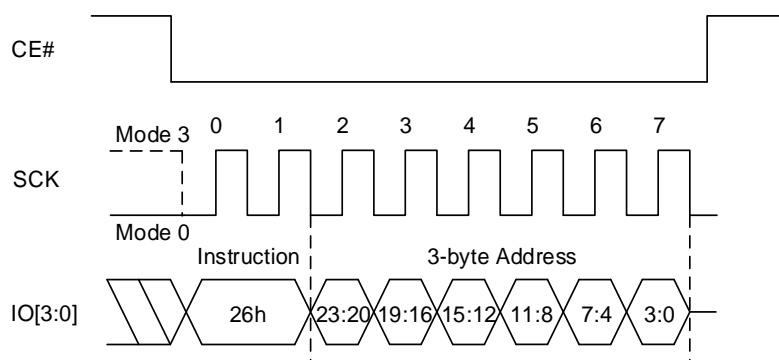 CE#
Mode 3 0 1 2 3 4 5 6 7
SCK
Mode 0
Instruction 3-byte Address
IO[3:0] 26h 23:20 19:16 15:12 11:8 7:4 3:0